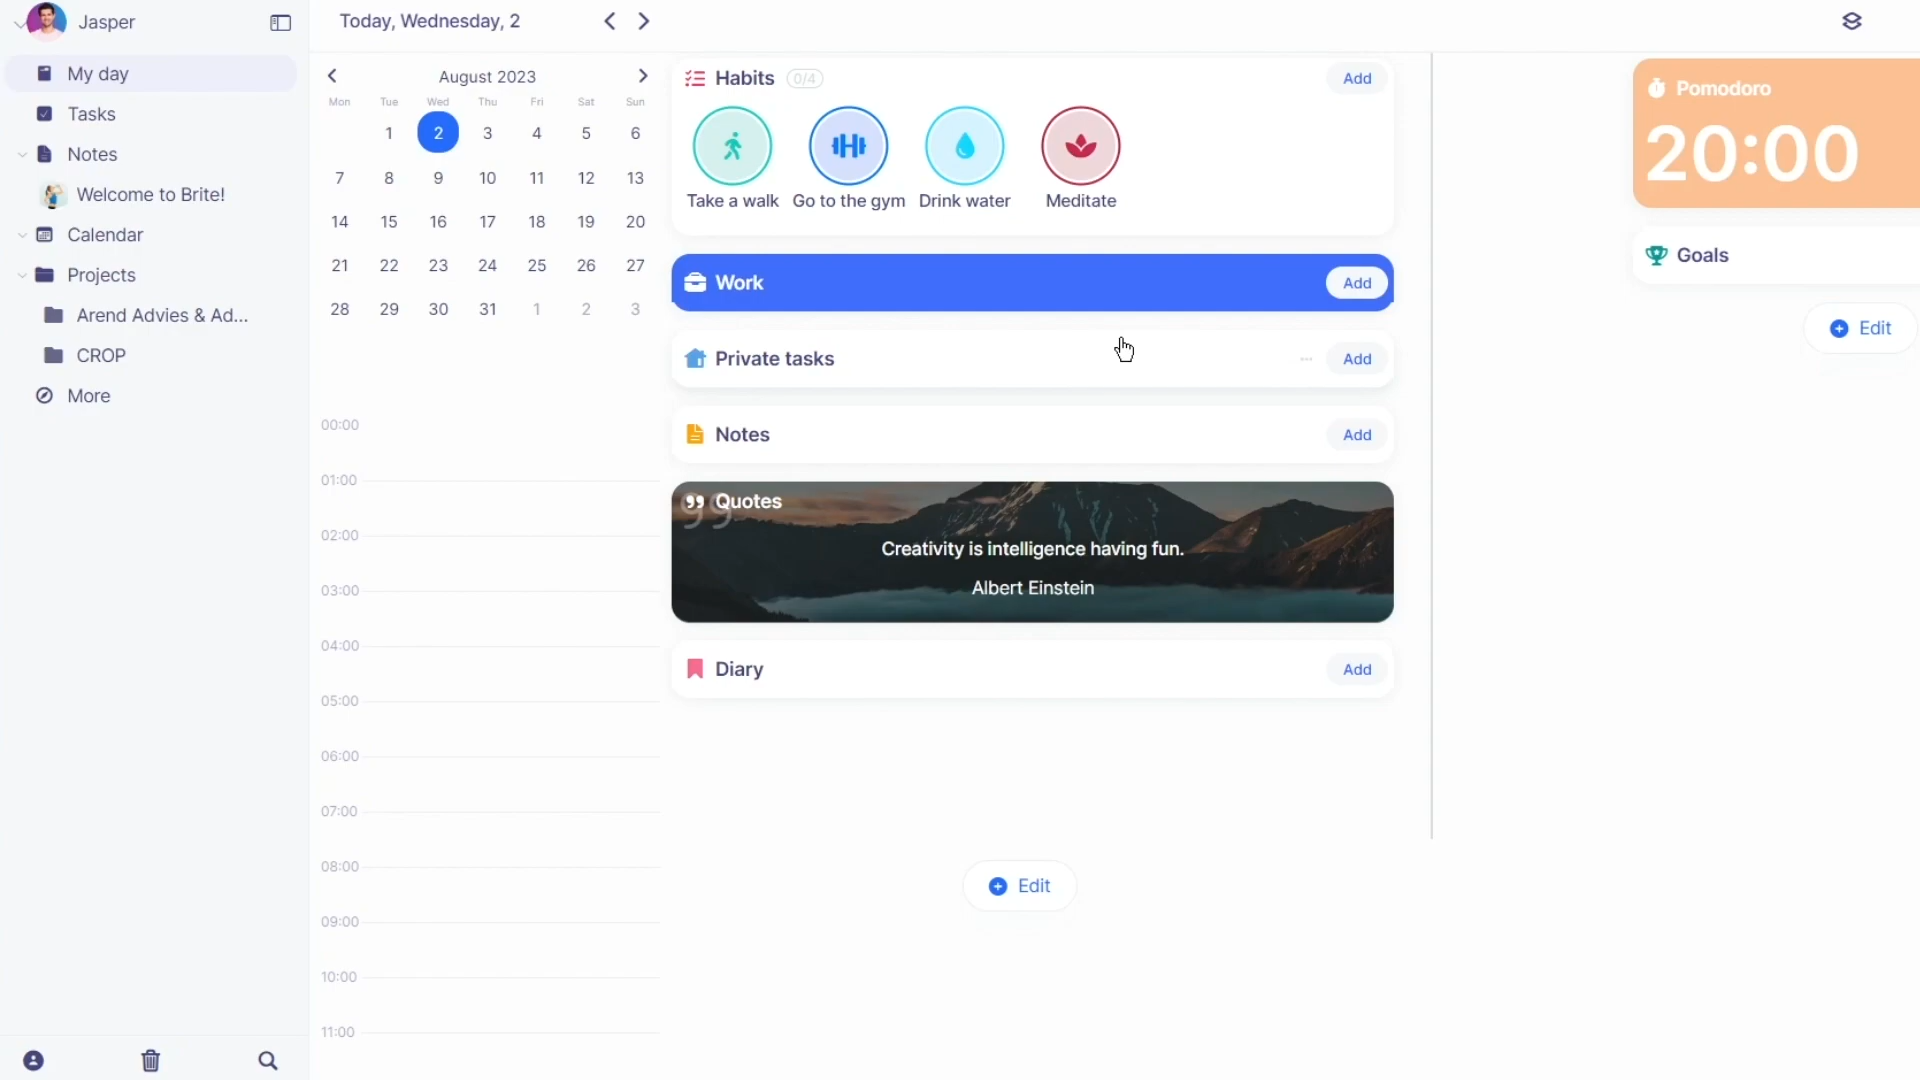 Jasper
My day
Tasks
Notes
Welcome to Brite!
Calendar
Projects
Arend Advies & Ad...
CROP
More
Today, Wednesday, 2
August 2023
Mon Tue Wed Thu Fri Sat Sun
1 2 3 4 5 6
7 8 9 10 11 12 13
14 15 16 17 18 19 20
21 22 23 24 25 26 27
28 29 30 31 1 2 3
00:00
01:00
02:00
03:00
04:00
05:00
06:00
07:00
08:00
09:00
10:00
11:00
Habits 0/4 Add
Take a walk Go to the gym Drink water Meditate
Work Add
Private tasks ... Add
Notes Add
Quotes
Creativity is intelligence having fun.
Albert Einstein
Diary Add
Edit
Pomodoro
20:00
Goals
Edit